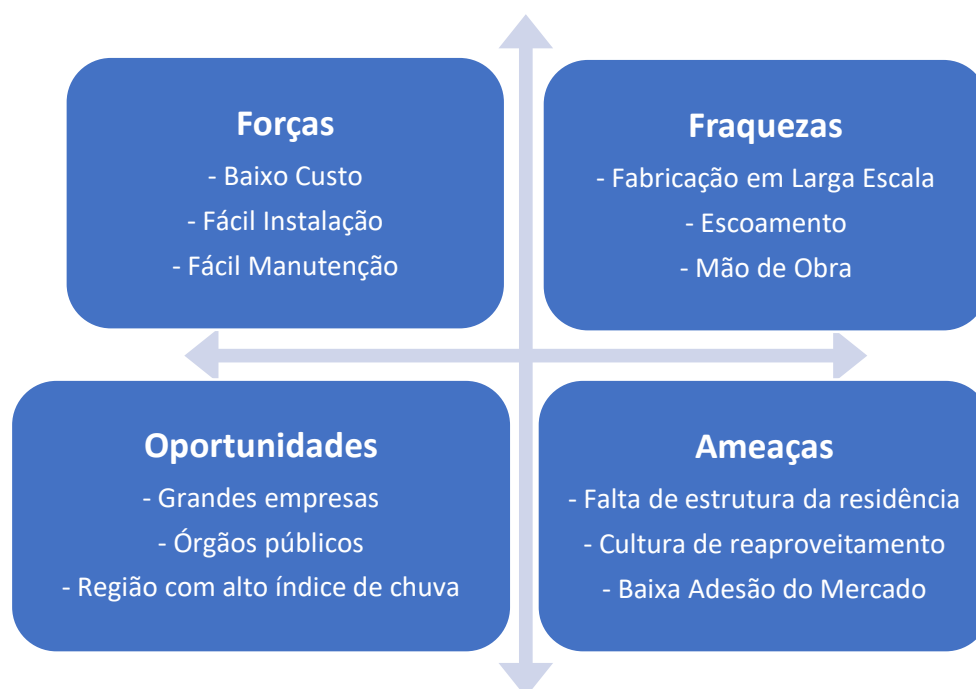 Forças
- Baixo Custo
- Fácil Instalação
- Fácil Manutenção
Fraquezas
- Fabricação em Larga Escala
- Escoamento
- Mão de Obra
Oportunidades
- Grandes empresas
- Órgãos públicos
- Região com alto índice de chuva
Ameaças
- Falta de estrutura da residência
- Cultura de reaproveitamento
- Baixa Adesão do Mercado